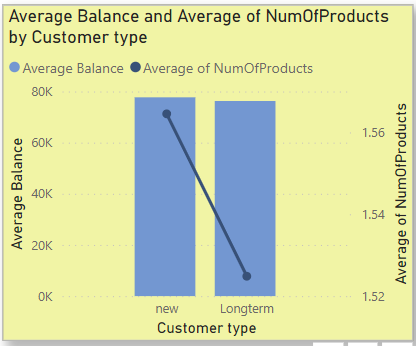 Average Balance and Average of NumOfProducts
by Customer type
Average Balance Average of NumOfProducts
80K
60K
40K
20K
0K
Average Balance
1.56
1.54
1.52
Average of NumOfProducts
new Longterm
Customer type